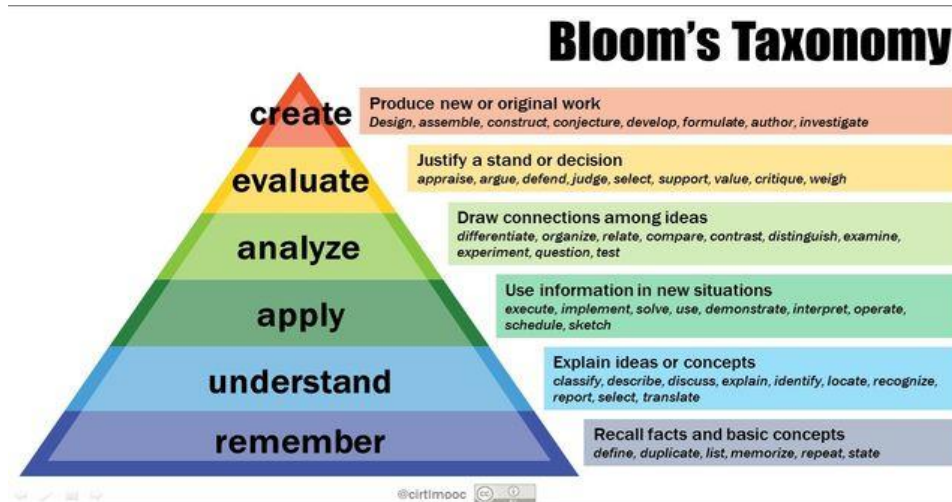 Bloom's Taxonomy
create
Produce new or original work
Design, assemble, construct, conjecture, develop, formulate, author, investigate
evaluate
Justify a stand or decision
appraise, argue, defend, judge, select, support, value, critique, weigh
analyze
Draw connections among ideas
differentiate, organize, relate, compare, contrast, distinguish, examine,
experiment, question, test
apply
Use information in new situations
execute, implement, solve, use, demonstrate, interpret, operate,
schedule, sketch
understand
Explain ideas or concepts
classify, describe, discuss, explain, identify, locate, recognize,
report, select, translate
remember
Recall facts and basic concepts
define, duplicate, list, memorize, repeat, state
@cirtlmooc
cc